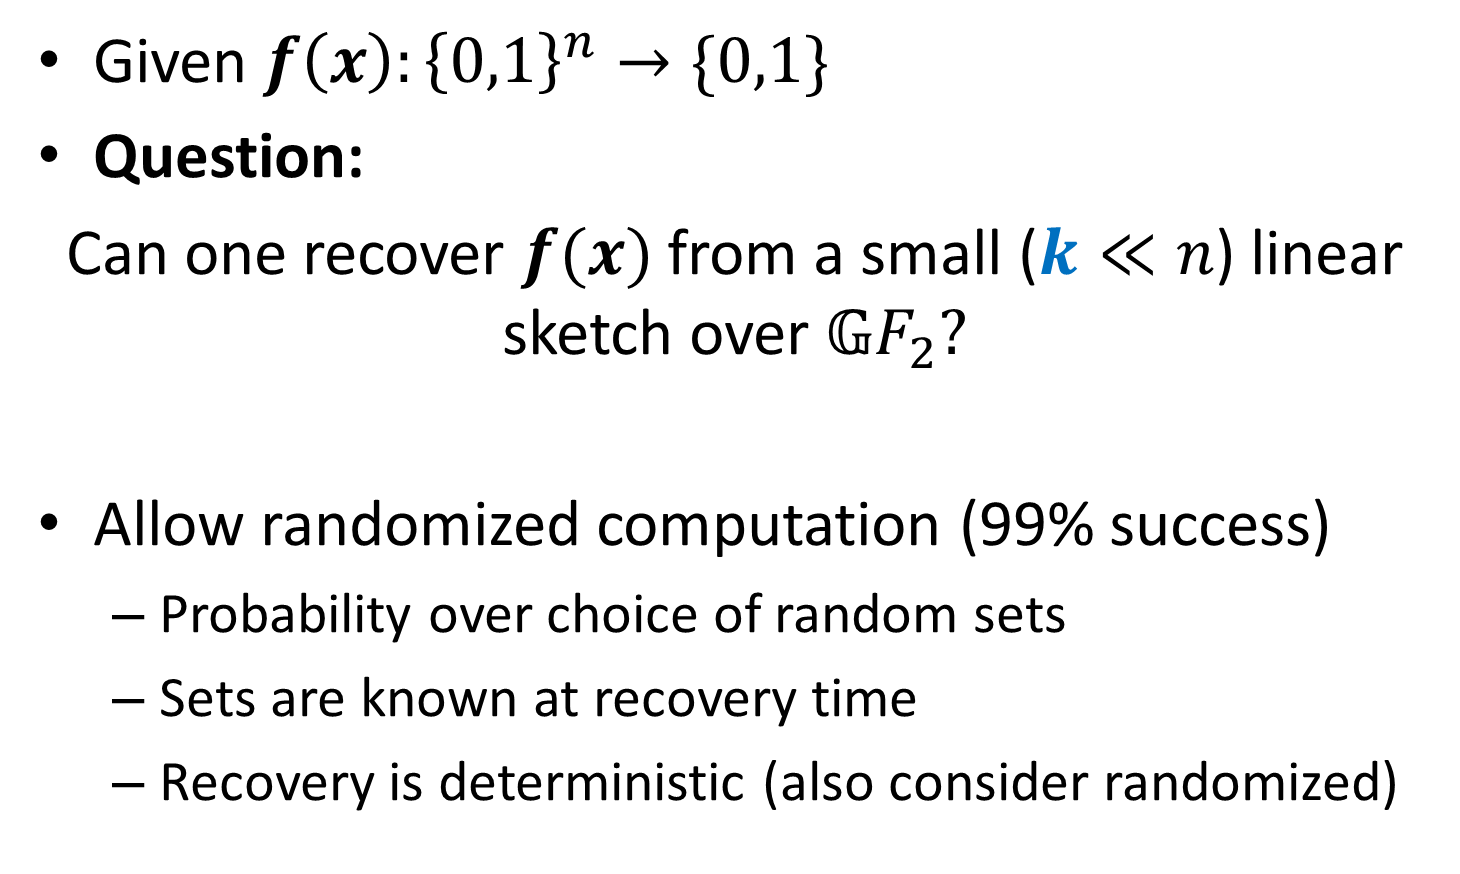 • Given 𝒇(𝒙): {0,1}ⁿ → {0,1}
• Question:
Can one recover 𝒇(𝒙) from a small (𝒌 ≪ 𝑛) linear
sketch over 𝔾𝐹₂?
• Allow randomized computation (99% success)
– Probability over choice of random sets
– Sets are known at recovery time
– Recovery is deterministic (also consider randomized)